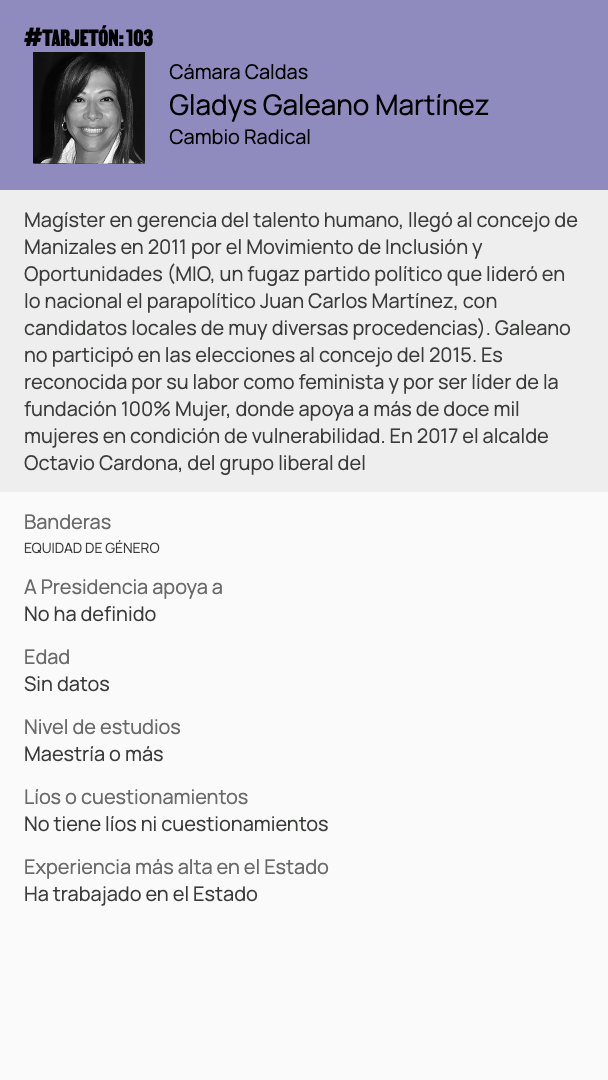 #TARJETÓN: 103
Cámara Caldas
Gladys Galeano Martínez
Cambio Radical
Magíster en gerencia del talento humano, llegó al concejo de
Manizales en 2011 por el Movimiento de Inclusión y
Oportunidades (MIO, un fugaz partido político que lideró en
lo nacional el parapolítico Juan Carlos Martínez, con
candidatos locales de muy diversas procedencias). Galeano
no participó en las elecciones al concejo del 2015. Es
reconocida por su labor como feminista y por ser líder de la
fundación 100% Mujer, donde apoya a más de doce mil
mujeres en condición de vulnerabilidad. En 2017 el alcalde
Octavio Cardona, del grupo liberal del
Banderas
EQUIDAD DE GÉNERO
A Presidencia apoya a
No ha definido
Edad
Sin datos
Nivel de estudios
Maestría o más
Líos o cuestionamientos
No tiene líos ni cuestionamientos
Experiencia más alta en el Estado
Ha trabajado en el Estado